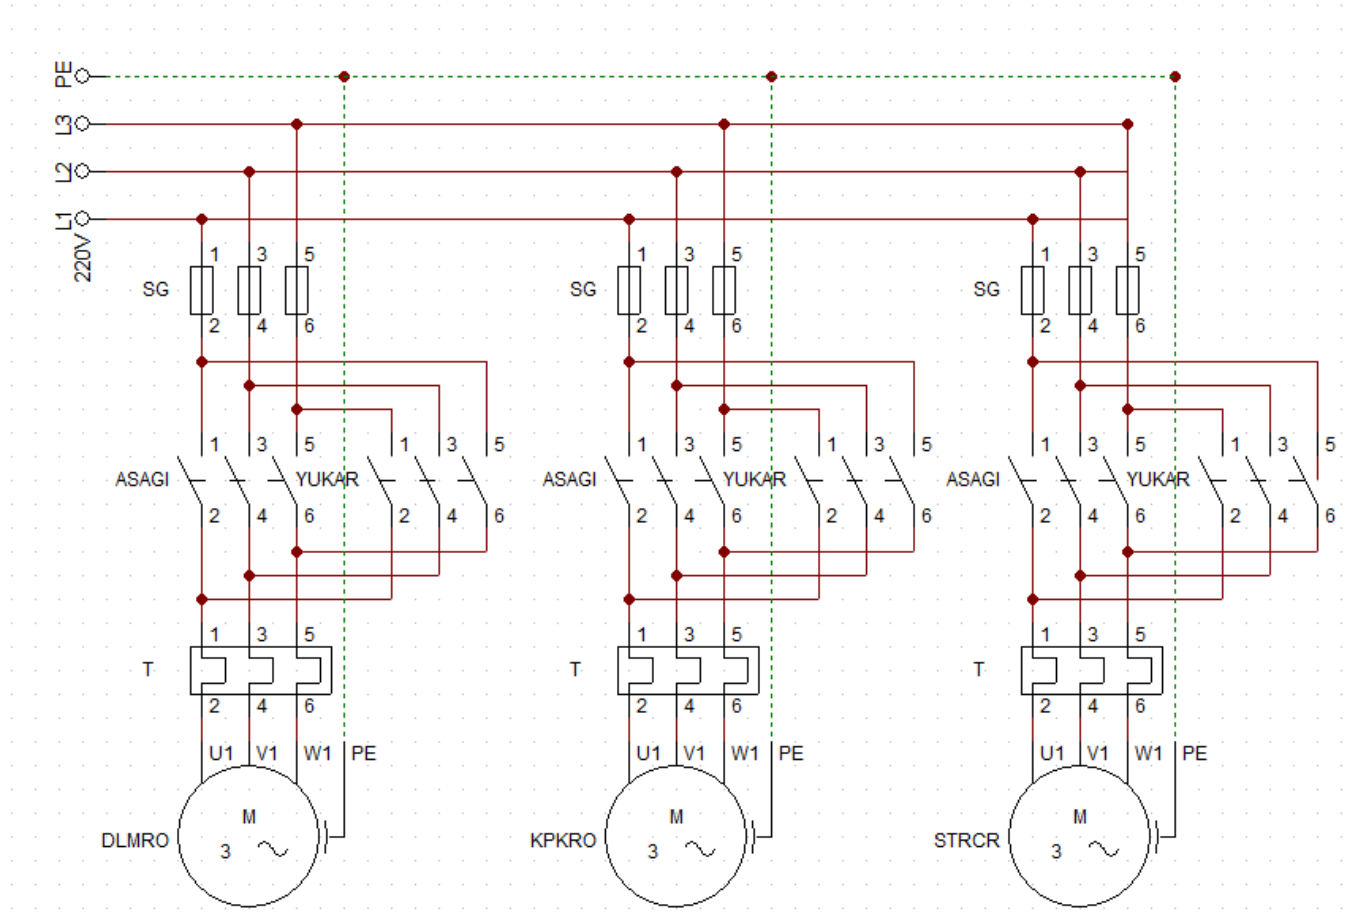 PE
L3
L2
L1
220V
1 3 5 1 3 5 1 3 5
SG SG SG
2 4 6 2 4 6 2 4 6
1 3 5 1 3 5 1 3 5 1 3 5 1 3 5 1 3 5
ASAGI YUKAR ASAGI YUKAR ASAGI YUKAR
2 4 6 2 4 6 2 4 6 2 4 6 2 4 6 2 4 6
1 3 5 1 3 5 1 3 5
T T T
2 4 6 2 4 6 2 4 6
U1 V1 W1 PE U1 V1 W1 PE U1 V1 W1 PE
M M M
DLMRO KPKRO STRCR
3 3 3